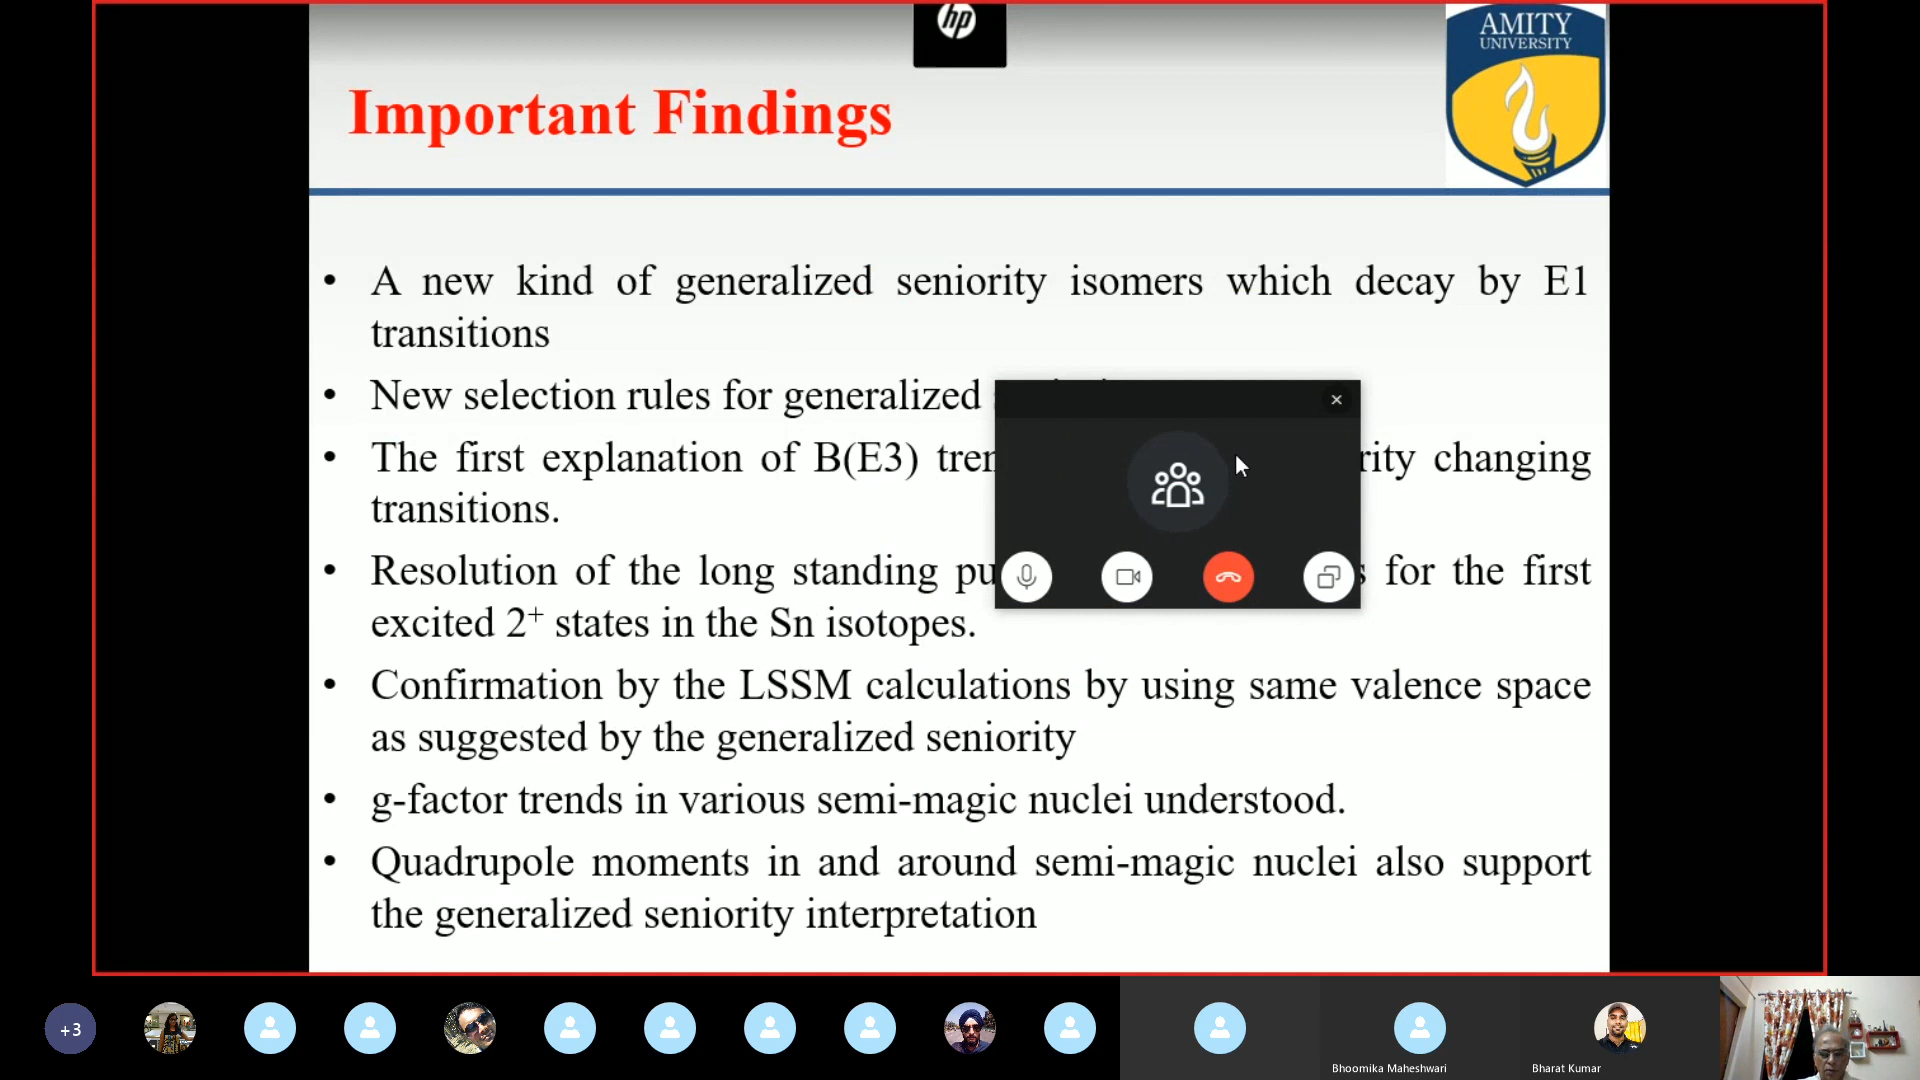 hp
AMITY
UNIVERSITY
Important Findings
• A new kind of generalized seniority isomers which decay by E1
transitions
• New selection rules for generalized
• The first explanation of B(E3) changing
transitions.
• Resolution of the long standing for the first
excited 2⁺ states in the Sn isotopes.
• Confirmation by the LSSM calculations by using same valence space
as suggested by the generalized seniority
• g-factor trends in various semi-magic nuclei understood.
• Quadrupole moments in and around semi-magic nuclei also support
the generalized seniority interpretation
+3
Bhoomika Maheshwari
Bharat Kumar